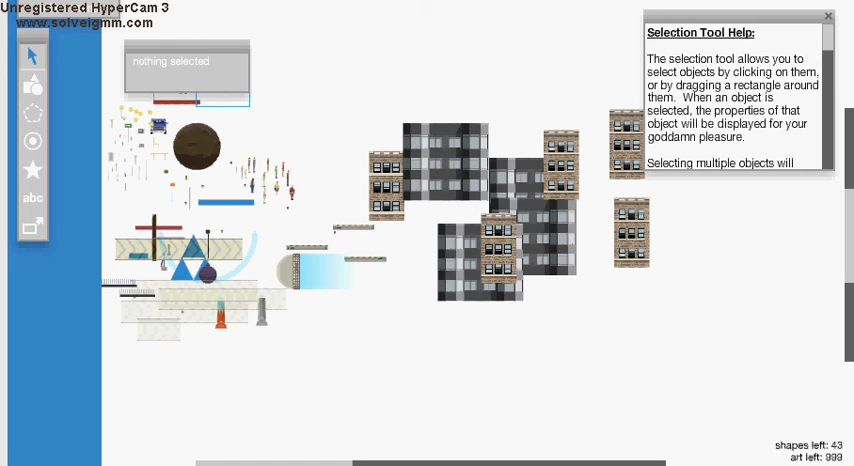 Unregistered HyperCam 3
www.solveigmm.com
nothing selected
Selection Tool Help:
The selection tool allows you to
select objects by clicking on them,
or by dragging a rectangle around
them. When an object is
selected, the properties of that
object will be displayed for your
goddamn pleasure.
Selecting multiple objects will
abc
shapes left: 43
art left: 999